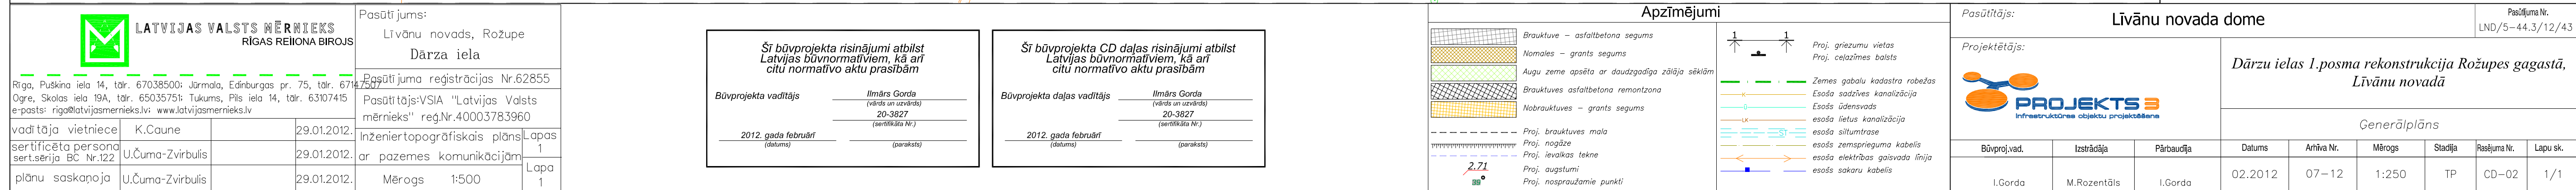 LATVIJAS VALSTS MĒRNIEKS
RĪGAS REIIONA BIROJS
Rīga, Puškina iela 14, tālr. 67038500; Jūrmala, Edinburgas pr. 75, tālr. 67147507
Ogre, Skolas iela 19A, tālr. 65035751; Tukums, Pils iela 14, tālr. 63107415
e-pasts: riga@latvijasmernieks.lv; www.latvijasmernieks.lv
vadītāja vietniece K.Caune 29.01.2012.
sertificēta persona
sert.sērija BC Nr.122 U.Čuma-Zvirbulis 29.01.2012.
plānu saskaņoja U.Čuma-Zvirbulis 29.01.2012.
Pasūtījums:
Līvānu novads, Rožupe
Dārza iela
Pasūtījuma reģistrācijas Nr.62855
Pasūtītājs:VSIA "Latvijas Valsts
mērnieks" reģ.Nr.40003783960
Inženiertopogrāfiskais plāns
ar pazemes komunikācijām
Mērogs 1:500
Lapas
1
Lapa
1
Šī būvprojekta risinājumi atbilst
Latvijas būvnormatīviem, kā arī
citu normatīvo aktu prasībām
Būvprojekta vadītājs Ilmārs Gorda
(vārds un uzvārds)
20-3827
(sertifikāta Nr.)
2012. gada februārī
(datums) (paraksts)
Šī būvprojekta CD daļas risinājumi atbilst
Latvijas būvnormatīviem, kā arī
citu normatīvo aktu prasībām
Būvprojekta daļas vadītājs Ilmārs Gorda
(vārds un uzvārds)
20-3827
(sertifikāta Nr.)
2012. gada februārī
(datums) (paraksts)
Apzīmējumi
Brauktuve – asfaltbetona segums
Nomales – grants segums
Augu zeme apsēta ar daudzgadīga zālāja sēklām
Brauktuves asfaltbetona remontzona
Nobrauktuves – grants segums
Proj. brauktuves mala
Proj. nogāze
Proj. ievalkas tekne
2.71 Proj. augstumi
39 Proj. nospraužamie punkti
1 1 Proj. griezumu vietas
Proj. ceļazīmes balsts
Zemes gabalu kadastra robežas
Esoša sadzīves kanalizācija
Esošs ūdensvads
LK esoša lietus kanalizācija
ST esoša siltumtrase
esošs zemsprieguma kabelis
esoša elektrības gaisvada līnija
esošs sakaru kabelis
Pasūtītājs: Līvānu novada dome
Pasūtījuma Nr.
LND/5-44.3/12/43
Projektētājs:
PROJEKTS 3
Infrastruktūras objektu projektēšana
Dārzu ielas 1.posma rekonstrukcija Rožupes gagastā,
Līvānu novadā
Ģenerālplāns
Būvproj.vad. Izstrādāja Pārbaudīja Datums Arhīva Nr. Mērogs Stadija Rasējuma Nr. Lapu sk.
I.Gorda M.Rozentāls I.Gorda 02.2012 07-12 1:250 TP CD-02 1/1